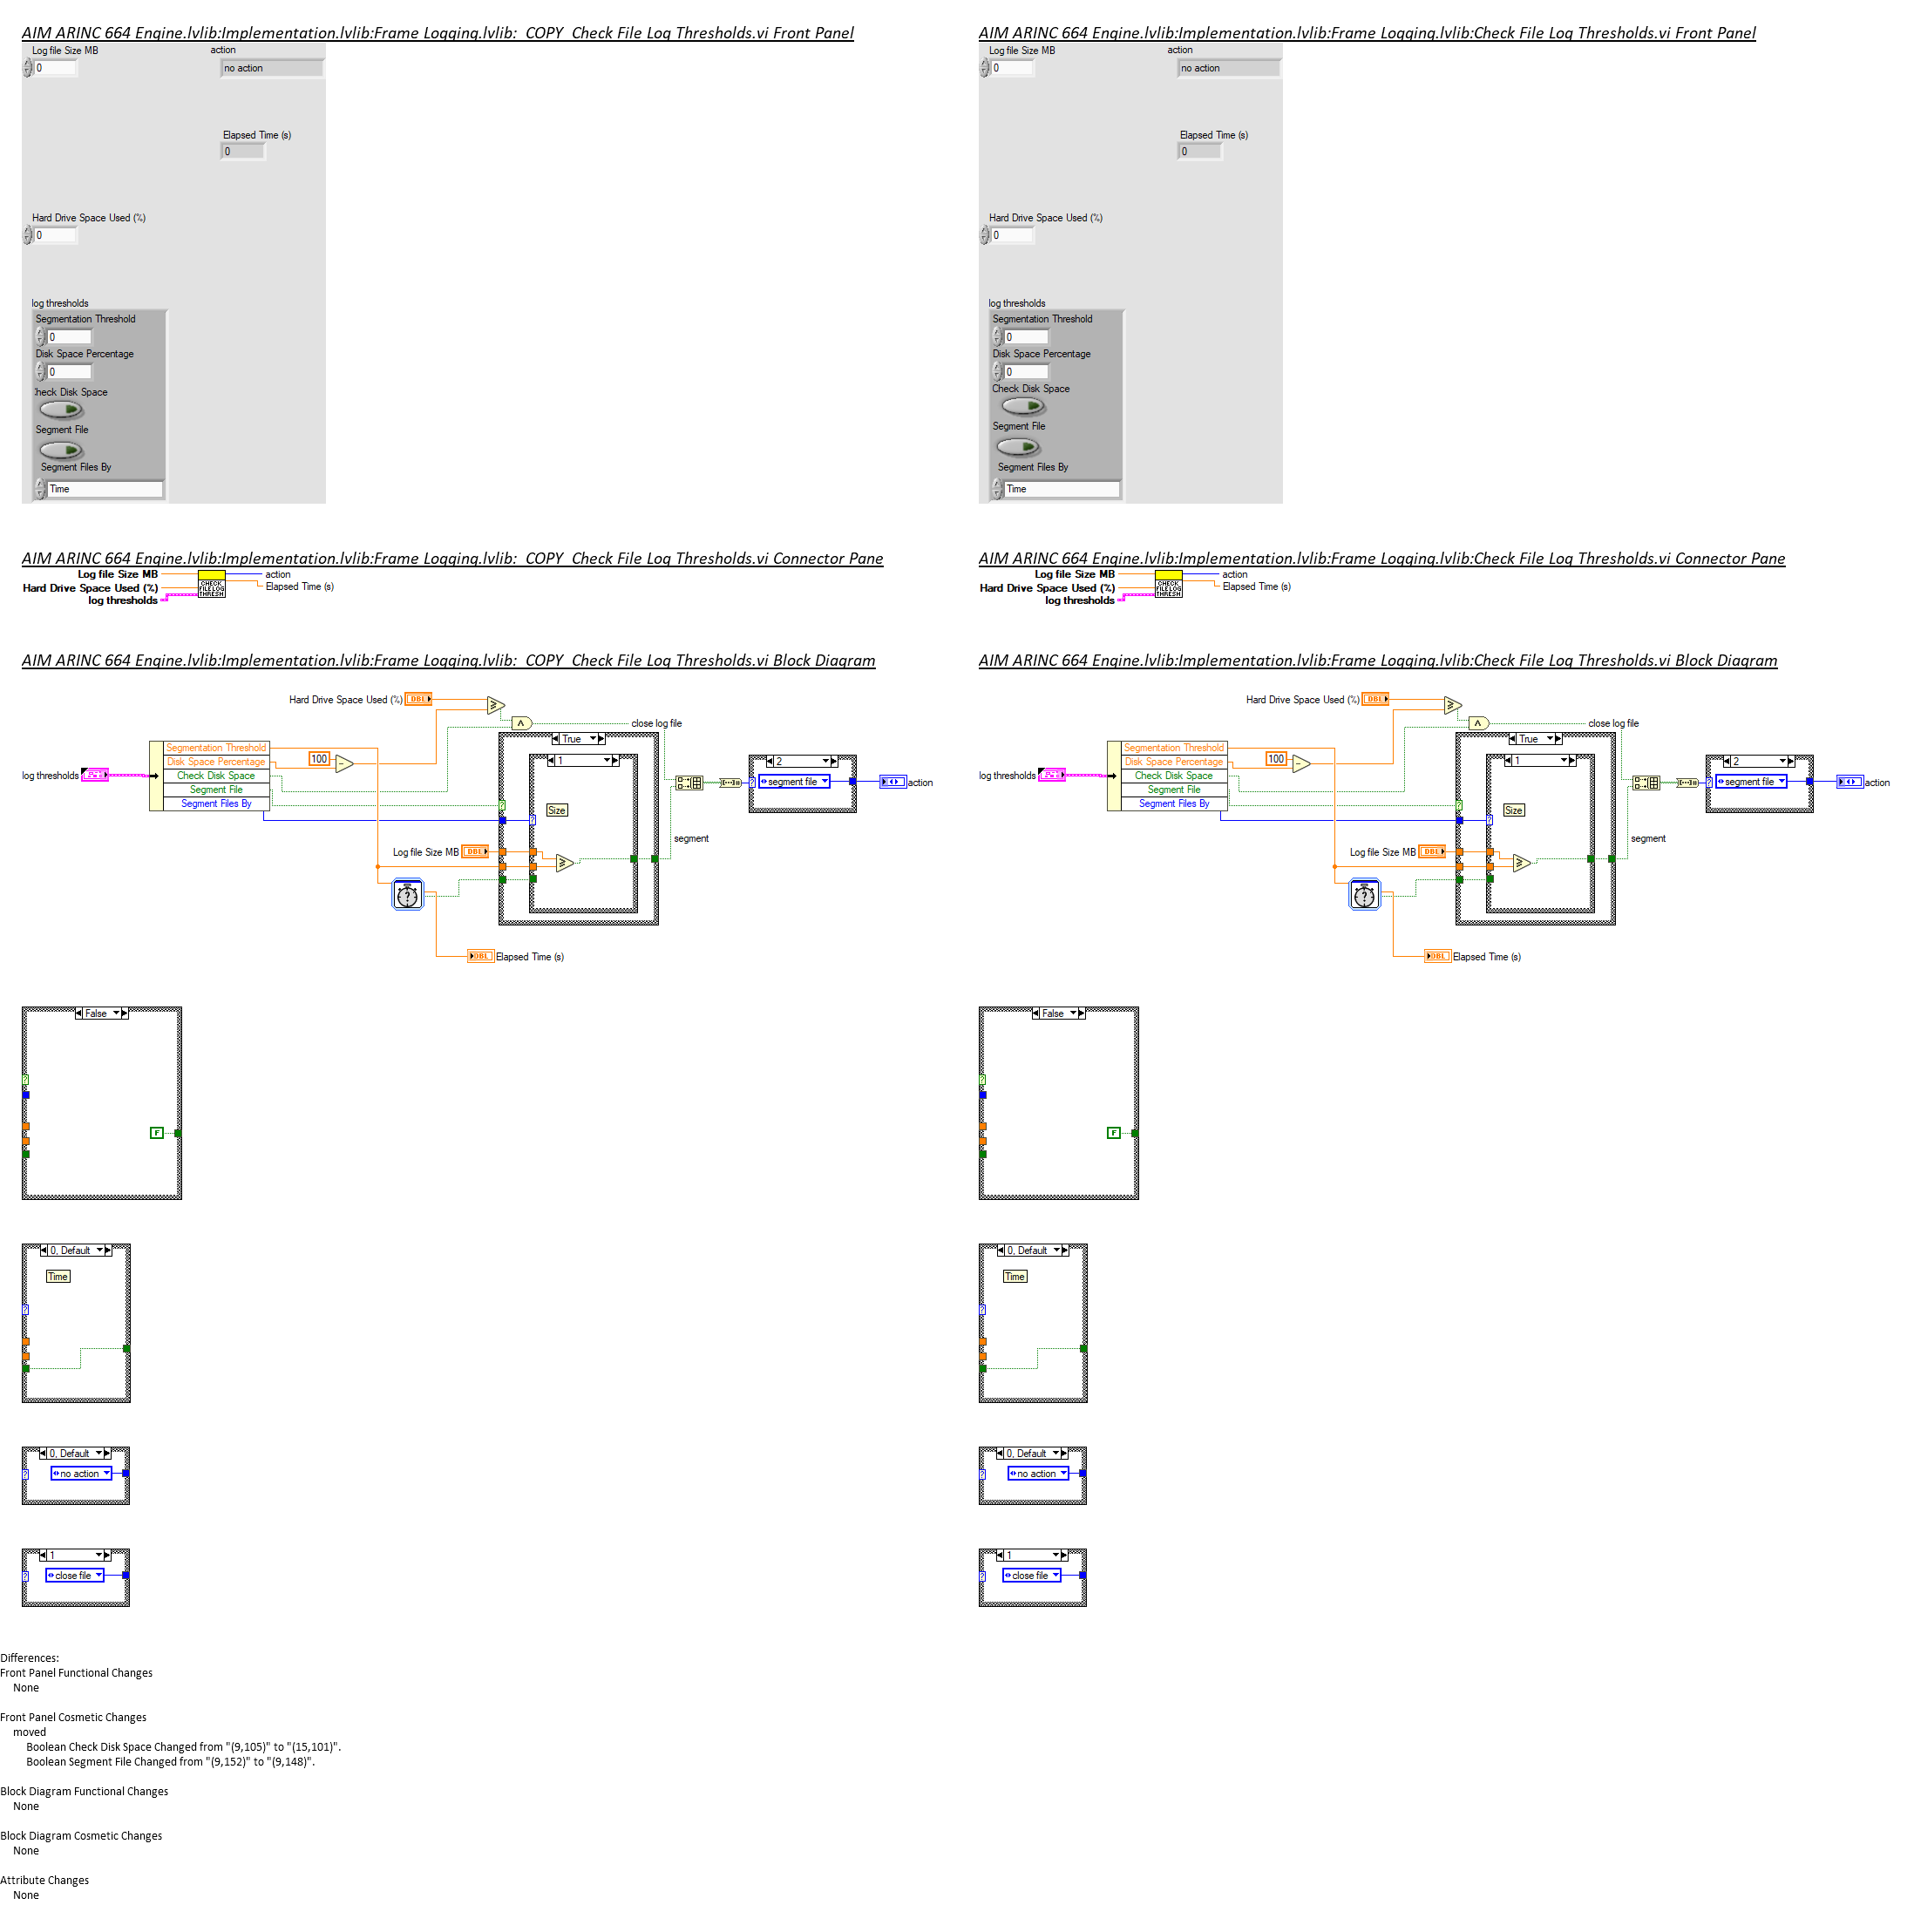 AIM ARINC 664 Engine.lvlib:Implementation.lvlib:Frame Logging.lvlib:  COPY  Check File Log Thresholds.vi Front Panel
Log file Size MB
action
0
no action
Elapsed Time (s)
0
Hard Drive Space Used (%)
0
log thresholds
Segmentation Threshold
0
Disk Space Percentage
0
heck Disk Space
Segment File
Segment Files By
Time
AIM ARINC 664 Engine.lvlib:Implementation.lvlib:Frame Logging.lvlib:Check File Log Thresholds.vi Front Panel
Log file Size MB
action
0
no action
Elapsed Time (s)
0
Hard Drive Space Used (%)
0
log thresholds
Segmentation Threshold
0
Disk Space Percentage
0
Check Disk Space
Segment File
Segment Files By
Time
AIM ARINC 664 Engine.lvlib:Implementation.lvlib:Frame Logging.lvlib:  COPY  Check File Log Thresholds.vi Connector Pane
Log file Size MB
Hard Drive Space Used (%)
log thresholds
CHECK
FILE LOG
THRESH
action
Elapsed Time (s)
AIM ARINC 664 Engine.lvlib:Implementation.lvlib:Frame Logging.lvlib:Check File Log Thresholds.vi Connector Pane
Log file Size MB
Hard Drive Space Used (%)
log thresholds
CHECK
FILE LOG
THRESH
action
Elapsed Time (s)
AIM ARINC 664 Engine.lvlib:Implementation.lvlib:Frame Logging.lvlib:  COPY  Check File Log Thresholds.vi Block Diagram
Hard Drive Space Used (%)
DBL
close log file
True
log thresholds
Segmentation Threshold
Disk Space Percentage
Check Disk Space
Segment File
Segment Files By
100
1
Size
2
segment file
action
segment
Log file Size MB
DBL
Elapsed Time (s)
DBL
AIM ARINC 664 Engine.lvlib:Implementation.lvlib:Frame Logging.lvlib:Check File Log Thresholds.vi Block Diagram
Hard Drive Space Used (%)
DBL
close log file
True
log thresholds
Segmentation Threshold
Disk Space Percentage
Check Disk Space
Segment File
Segment Files By
100
1
Size
2
segment file
action
segment
Log file Size MB
DBL
Elapsed Time (s)
DBL
False
F
False
F
0, Default
Time
0, Default
Time
0, Default
no action
0, Default
no action
1
close file
1
close file
Differences:
Front Panel Functional Changes
None
Front Panel Cosmetic Changes
moved
Boolean Check Disk Space Changed from "(9,105)" to "(15,101)".
Boolean Segment File Changed from "(9,152)" to "(9,148)".
Block Diagram Functional Changes
None
Block Diagram Cosmetic Changes
None
Attribute Changes
None